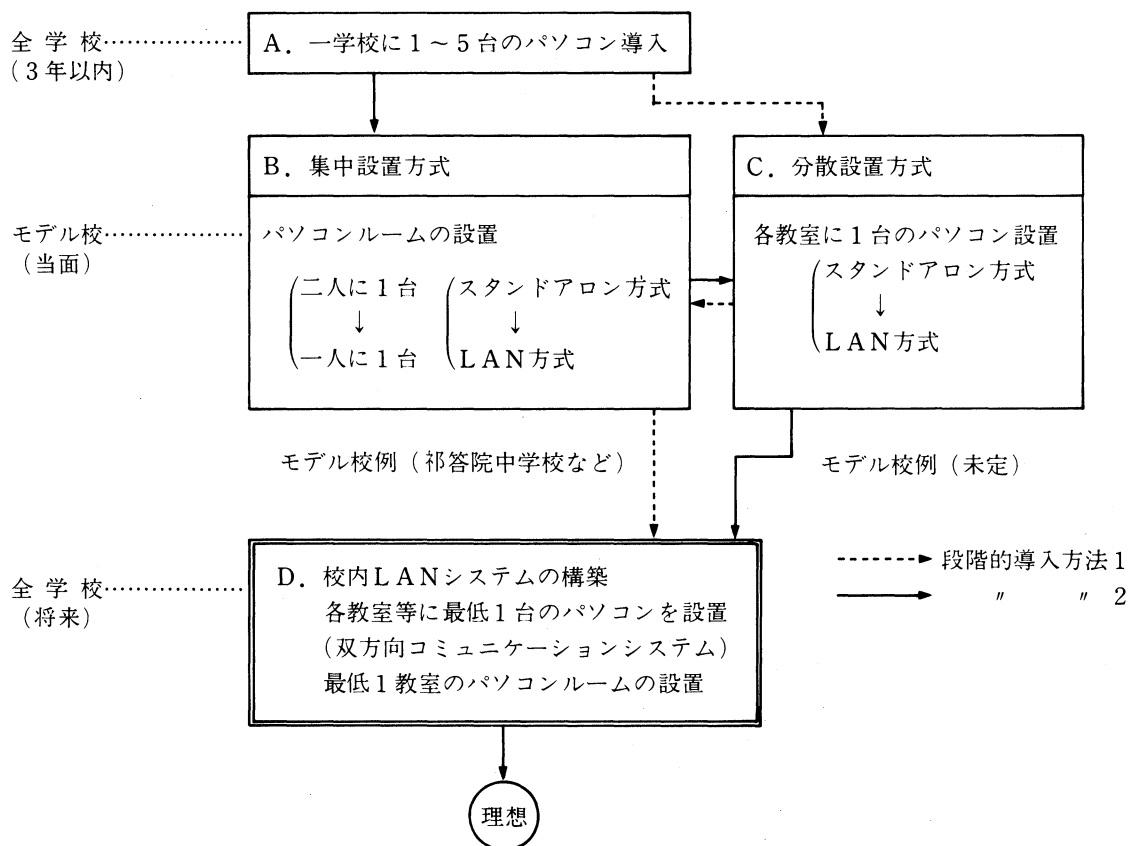 全学校………………
(3年以内)
A. 一学校に1~5台のパソコン導入
B. 集中設置方式
C. 分散設置方式
モデル校………………
(当面)
パソコンルームの設置
二人に1台
↓
一人に1台
スタンドアロン方式
↓
LAN方式
各教室に1台のパソコン設置
スタンドアロン方式
↓
LAN方式
モデル校例(祁答院中学校など)
モデル校例(未定)
全学校………………
(将来)
D. 校内LANシステムの構築
各教室等に最低1台のパソコンを設置
(双方向コミュニケーションシステム)
最低1教室のパソコンルームの設置
段階的導入方法1
〃 〃 2
理想